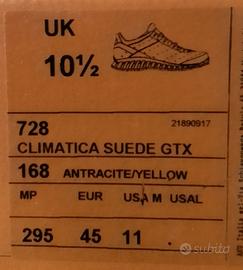 UK
10½
728
21890917
CLIMATICA SUEDE GTX
168 ANTRACITE/YELLOW
MP EUR USA M USAL
295 45 11 .
subito